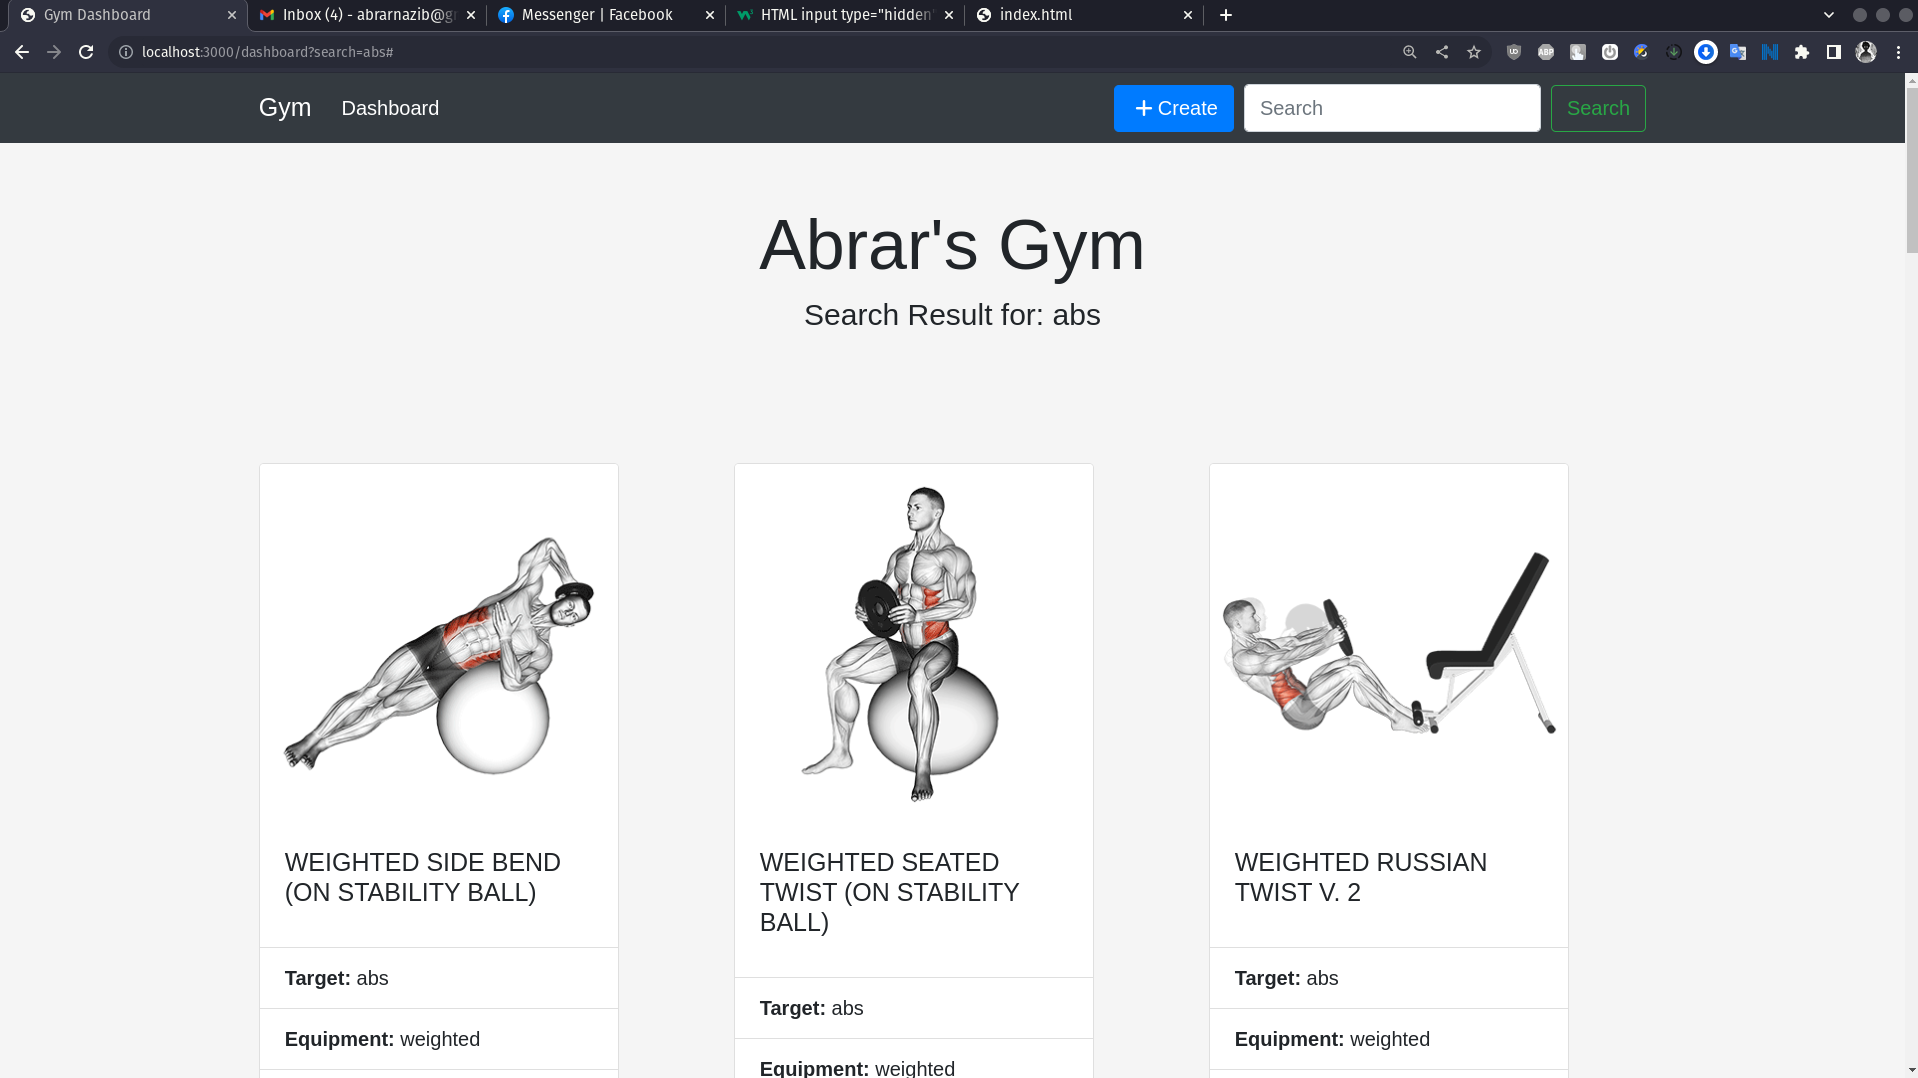 Gym Dashboard
Inbox (4) - abrarnazib@gr
Messenger | Facebook
HTML input type="hidden"
index.html
localhost:3000/dashboard?search=abs#
Gym Dashboard Create Search Search
Abrar's Gym
Search Result for: abs
WEIGHTED SIDE BEND
(ON STABILITY BALL)
Target: abs
Equipment: weighted
WEIGHTED SEATED
TWIST (ON STABILITY
BALL)
Target: abs
Equipment: weighted
WEIGHTED RUSSIAN
TWIST V. 2
Target: abs
Equipment: weighted